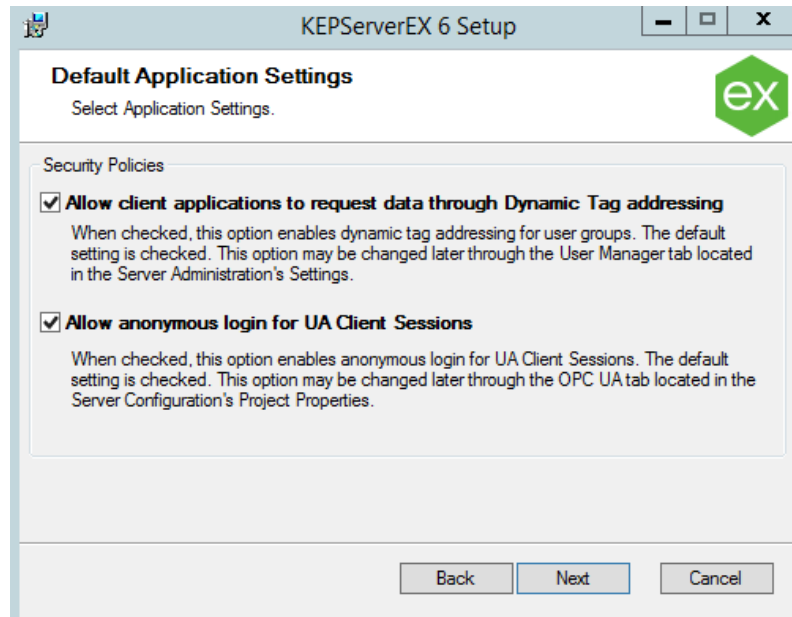 KEPServerEX 6 Setup
Default Application Settings
Select Application Settings.
ex
Security Policies
Allow client applications to request data through Dynamic Tag addressing
When checked, this option enables dynamic tag addressing for user groups. The default
setting is checked. This option may be changed later through the User Manager tab located
in the Server Administration's Settings.
Allow anonymous login for UA Client Sessions
When checked, this option enables anonymous login for UA Client Sessions. The default
setting is checked. This option may be changed later through the OPC UA tab located in the
Server Configuration's Project Properties.
Back Next Cancel